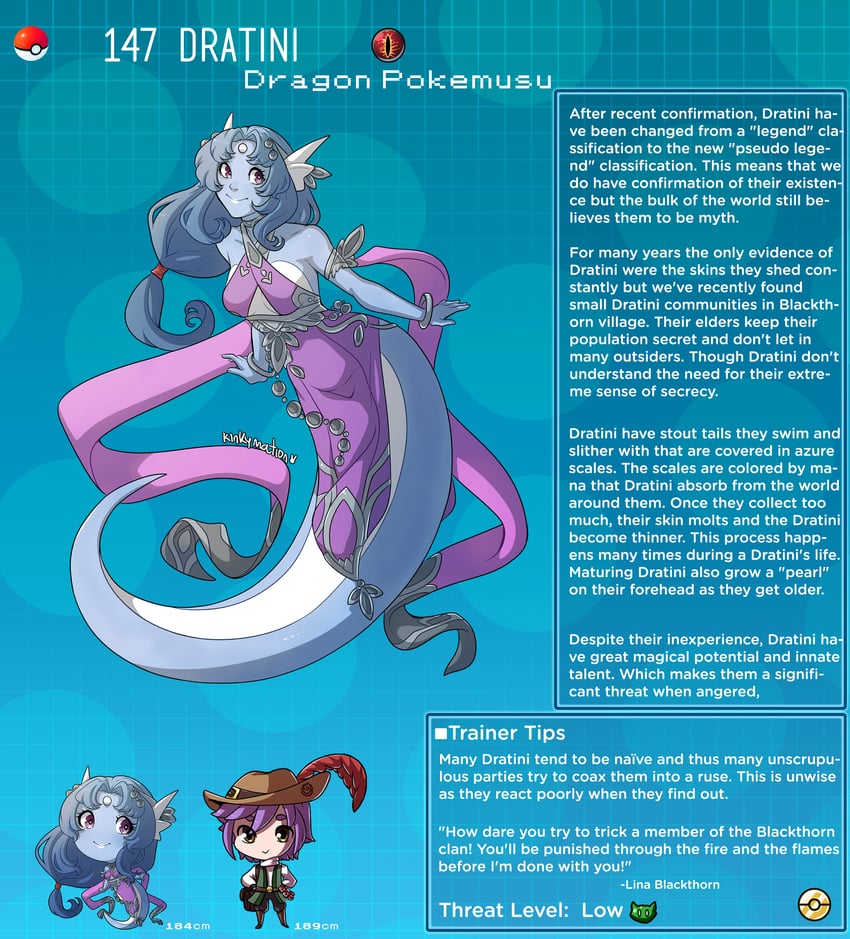 147 DRATINI
Dragon Pokemusu
After recent confirmation, Dratini ha-
ve been changed from a "legend" cla-
ssification to the new "pseudo lege-
nd" classification. This means that we
do have confirmation of their existen-
ce but the bulk of the world still be-
lieves them to be myth.
For many years the only evidence of
Dratini were the skins they shed con-
stantly but we've recently found
small Dratini communities in Blackth-
orn village. Their elders keep their
population secret and don't let in
many outsiders. Though Dratini don't
understand the need for their extre-
me sense of secrecy.
Dratini have stout tails they swim and
slither with that are covered in azure
scales. The scales are colored by ma-
na that Dratini absorb from the world
around them. Once they collect too
much, their skin molts and the Dratini
become thinner. This process happ-
ens many times during a Dratini's life.
Maturing Dratini also grow a "pearl"
on their forehead as they get older.
Despite their inexperience, Dratini ha-
ve great magical potential and innate
talent. Which makes them a signifi-
cant threat when angered,
kinkymation
■Trainer Tips
Many Dratini tend to be naïve and thus many unscrupu-
lous parties try to coax them into a ruse. This is unwise
as they react poorly when they find out.
"How dare you try to trick a member of the Blackthorn
clan! You'll be punished through the fire and the flames
before I'm done with you!"
-Lina Blackthorn
Threat Level: Low
184cm
189cm